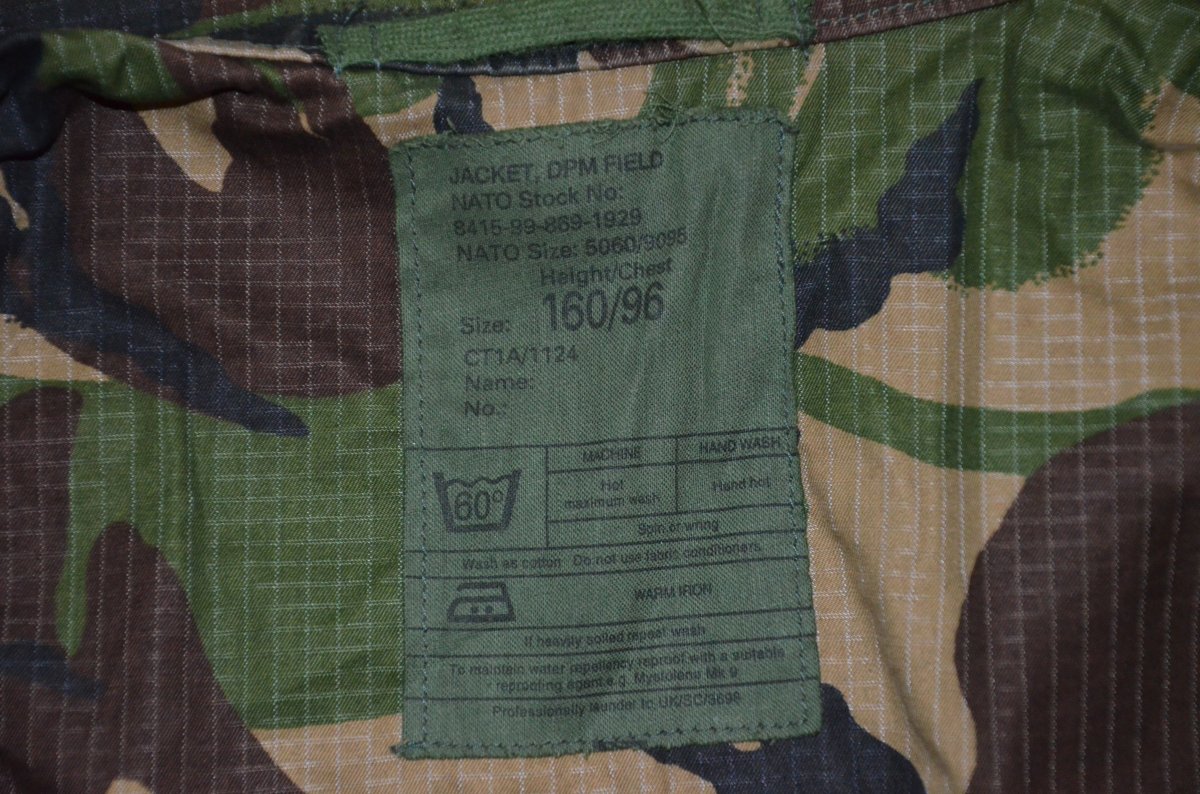 JACKET, DPM FIELD
NATO Stock No:
8415-99-869-1929
NATO Size: 5060/9095
Height/Chest
Size: 160/96
CT1A/1124
Name:
No.:
MACHINE HAND WASH
60°
Hot
maximum wash
Hand hot
Spin or wring
Wash as cotton Do not use fabric conditioners
WARM IRON
If heavily soiled repeat wash
To maintain water repellency reproof with a suitable
reproofing agent e.g. Mystolene Mk 9
Professionally launder to UK/SC/3698